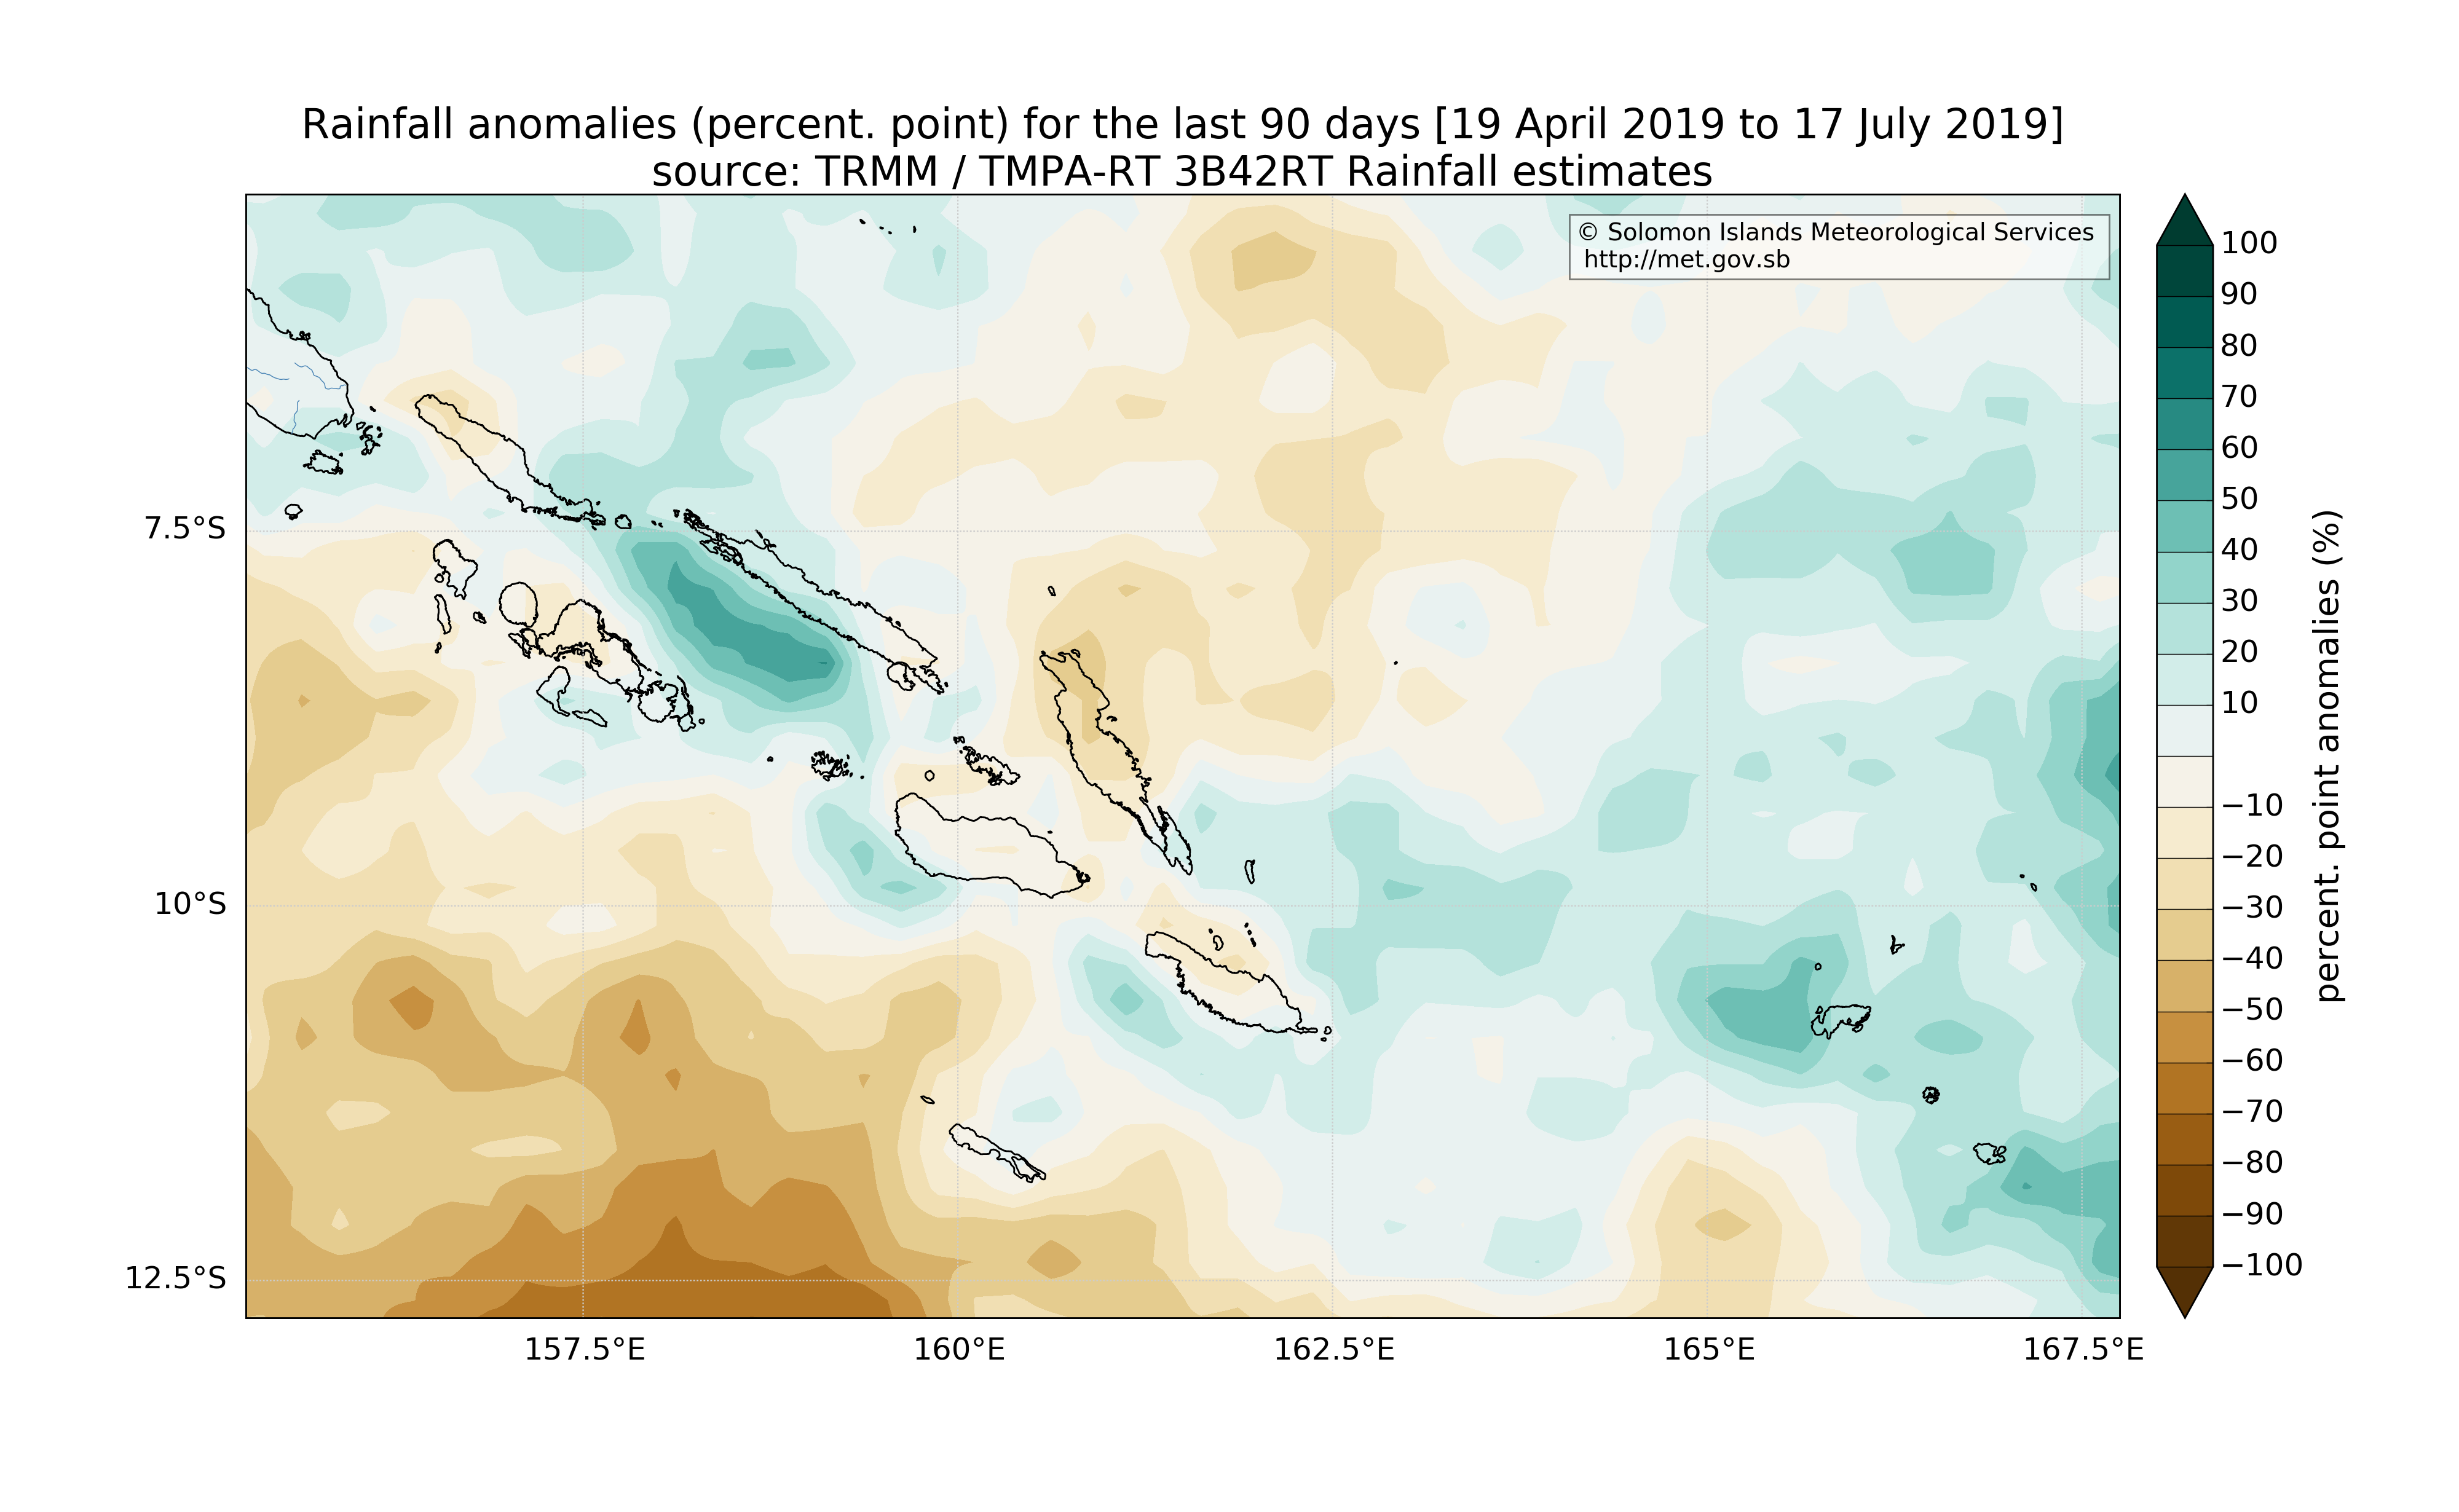 Rainfall anomalies (percent. point) for the last 90 days [19 April 2019 to 17 July 2019]
source: TRMM / TMPA-RT 3B42RT Rainfall estimates
© Solomon Islands Meteorological Services
http://met.gov.sb
7.5°S
10°S
12.5°S
157.5°E
160°E
162.5°E
165°E
167.5°E
100
90
80
70
60
50
40
30
20
10
−10
−20
−30
−40
−50
−60
−70
−80
−90
−100
percent. point anomalies (%)